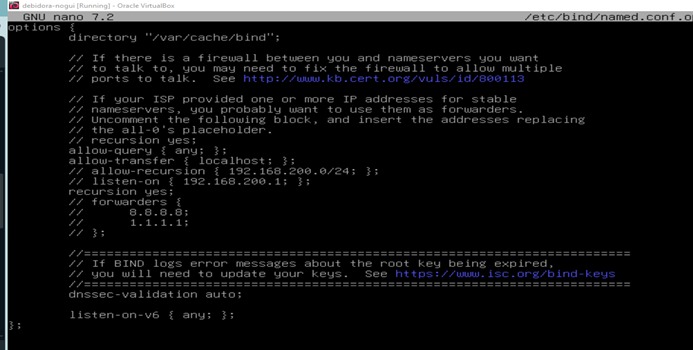 debidora-nogui [Running] - Oracle VirtualBox
GNU nano 7.2 /etc/bind/named.conf.o
options {
directory "/var/cache/bind";
// If there is a firewall between you and nameservers you want
// to talk to, you may need to fix the firewall to allow multiple
// ports to talk. See http://www.kb.cert.org/vuls/id/800113
// If your ISP provided one or more IP addresses for stable
// nameservers, you probably want to use them as forwarders.
// Uncomment the following block, and insert the addresses replacing
// the all-0's placeholder.
// recursion yes;
allow-query { any; };
allow-transfer { localhost; };
// allow-recursion { 192.168.200.0/24; };
// listen-on { 192.168.200.1; };
recursion yes;
// forwarders {
// 8.8.8.8;
// 1.1.1.1;
// };
//========================================================================
// If BIND logs error messages about the root key being expired,
// you will need to update your keys. See https://www.isc.org/bind-keys
//========================================================================
dnssec-validation auto;
listen-on-v6 { any; };
};